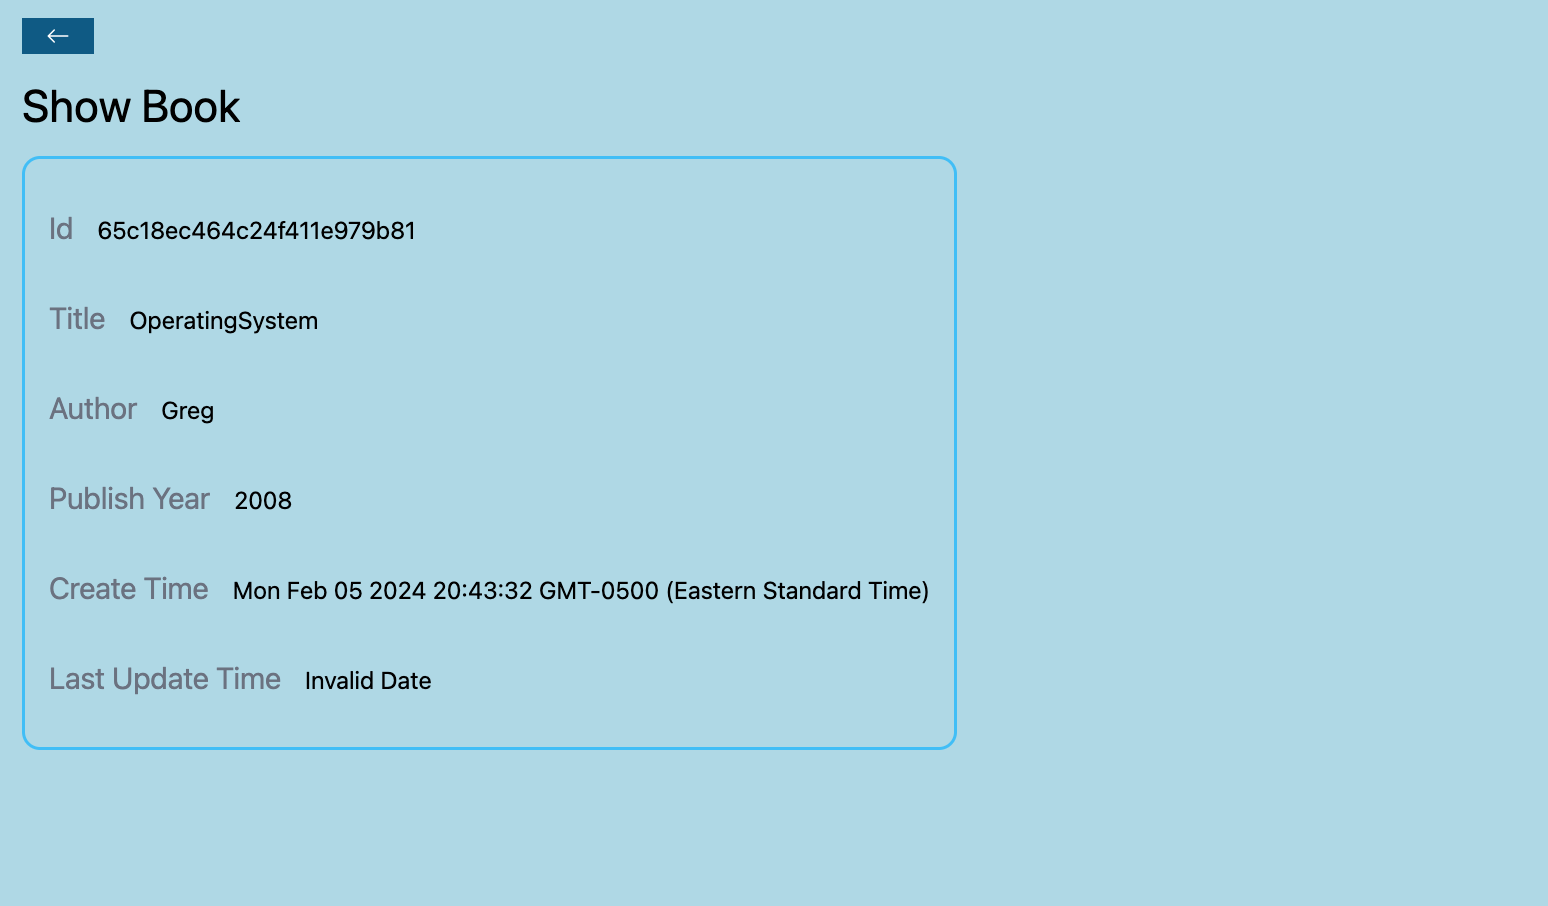 ←
Show Book
Id 65c18ec464c24f411e979b81
Title OperatingSystem
Author Greg
Publish Year 2008
Create Time Mon Feb 05 2024 20:43:32 GMT-0500 (Eastern Standard Time)
Last Update Time Invalid Date